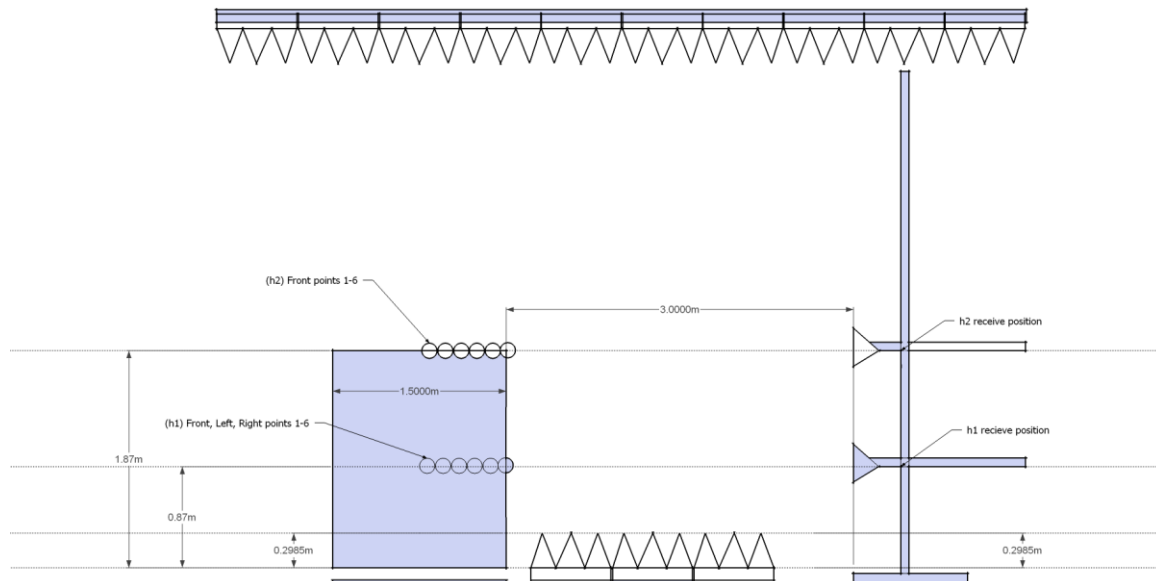 (h2) Front points 1-6
3.0000m
h2 receive position
1.5000m
(h1) Front, Left, Right points 1-6
h1 recieve position
1.87m
0.87m
0.2985m
0.2985m